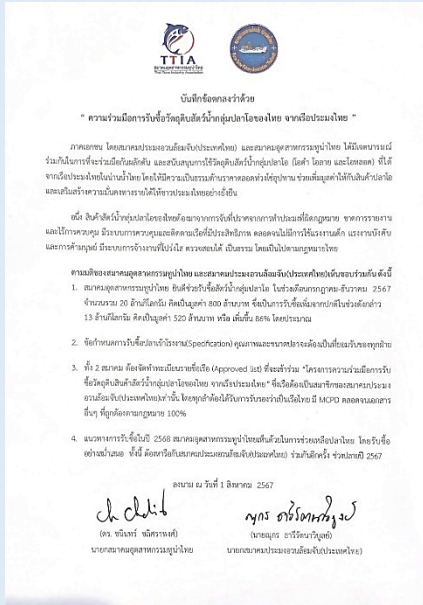 TTIA
สมาคมอุตสาหกรรมทูน่าไทย
Thai Tuna Industry Association
บันทึกข้อตกลงว่าด้วย
" ความร่วมมือการรับซื้อวัตถุดิบสัตว์น้ำกลุ่มปลาโอของไทย จากเรือประมงไทย "
ภาคเอกชน โดยสมาคมประมงอวนล้อมจับ(ประเทศไทย) และสมาคมอุตสาหกรรมทูน่าไทย ได้มีเจตนารมณ์
ร่วมกันในการที่จะร่วมมือกันผลักดัน และสนับสนุนการใช้วัตถุดิบสัตว์น้ำกลุ่มปลาโอ (โอดำ โอลาย และโอหลอด) ที่ได้
จากเรือประมงไทยในน่านน้ำไทย โดยให้มีความเป็นธรรมด้านราคาตลอดห่วงโซ่อุปทาน ช่วยเพิ่มมูลค่าให้กับสินค้าปลาโอ
และเสริมสร้างความมั่นคงทางรายได้ให้ชาวประมงไทยอย่างยั่งยืน
อนึ่ง สินค้าสัตว์น้ำกลุ่มปลาโอของไทยต้องมาจากการจับที่ปราศจากการทำประมงที่ผิดกฎหมาย ขาดการรายงาน
และไร้การควบคุม มีระบบการควบคุมและติดตามเรือที่มีประสิทธิภาพ ตลอดจนไม่มีการใช้แรงงานเด็ก แรงงานบังคับ
และการค้ามนุษย์ มีระบบการจ้างงานที่โปร่งใส ตรวจสอบได้ เป็นธรรม โดยเป็นไปตามกฎหมายไทย
ตามมติของสมาคมอุตสาหกรรมทูน่าไทย และสมาคมประมงอวนล้อมจับ(ประเทศไทย)เห็นชอบร่วมกัน ดังนี้
1. สมาคมอุตสาหกรรมทูน่าไทย ยินดีช่วยรับซื้อสัตว์น้ำกลุ่มปลาโอ ในช่วงเดือนกรกฎาคม-ธันวาคม 2567
จำนวนรวม 20 ล้านกิโลกรัม คิดเป็นมูลค่า 800 ล้านบาท ซึ่งเป็นการรับซื้อเพิ่มจากปกติในช่วงดังกล่าว
13 ล้านกิโลกรัม คิดเป็นมูลค่า 520 ล้านบาท หรือ เพิ่มขึ้น 86% โดยประมาณ
2. ข้อกำหนดการรับซื้อปลาเข้าโรงงาน(Specification) คุณภาพและขนาดปลาจะต้องเป็นที่ยอมรับของทุกฝ่าย
3. ทั้ง 2 สมาคม ต้องจัดทำทะเบียนรายชื่อเรือ (Approved list) ที่จะเข้าร่วม "โครงการความร่วมมือการรับ
ซื้อวัตถุดิบสินค้าสัตว์น้ำกลุ่มปลาโอของไทย จากเรือประมงไทย" ซึ่งเรือต้องเป็นสมาชิกของสมาคมประมง
อวนล้อมจับ(ประเทศไทย)เท่านั้น โดยทุกลำต้องได้รับการรับรองว่าเป็นเรือไทย มี MCPD ตลอดจนเอกสาร
อื่นๆ ที่ถูกต้องตามกฎหมาย 100%
4. แนวทางการรับซื้อในปี 2568 สมาคมอุตสาหกรรมทูน่าไทยเห็นด้วยในการช่วยเหลือปลาไทย โดยรับซื้อ
อย่างสม่ำเสมอ ทั้งนี้ ต้องหารือกับสมาคมประมงอวนล้อมจับ(ประเทศไทย) ร่วมกันอีกครั้ง ช่วงปลายปี 2567
ลงนาม ณ วันที่ 1 สิงหาคม 2567
(ดร. ชนินทร์ ชลิศราพงศ์)
นายกสมาคมอุตสาหกรรมทูน่าไทย
ณุกร ธารีรัตนาวิบูลย์
(นายณุกร ธารีรัตนาวิบูลย์)
นายกสมาคมประมงอวนล้อมจับ(ประเทศไทย)